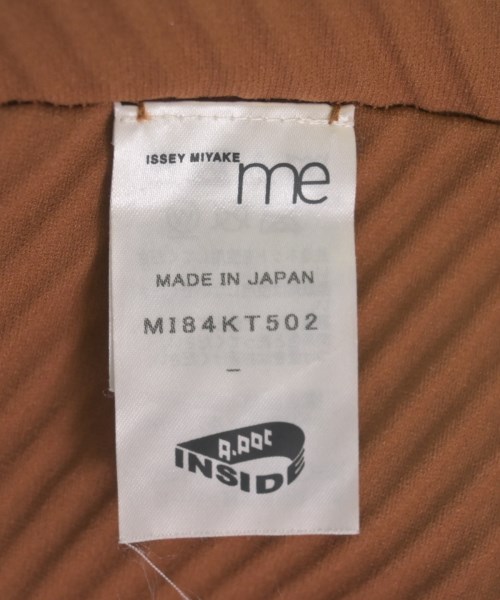 ISSEY MIYAKE me
MADE IN JAPAN
MI84KT502
–
A.POC
INSIDE